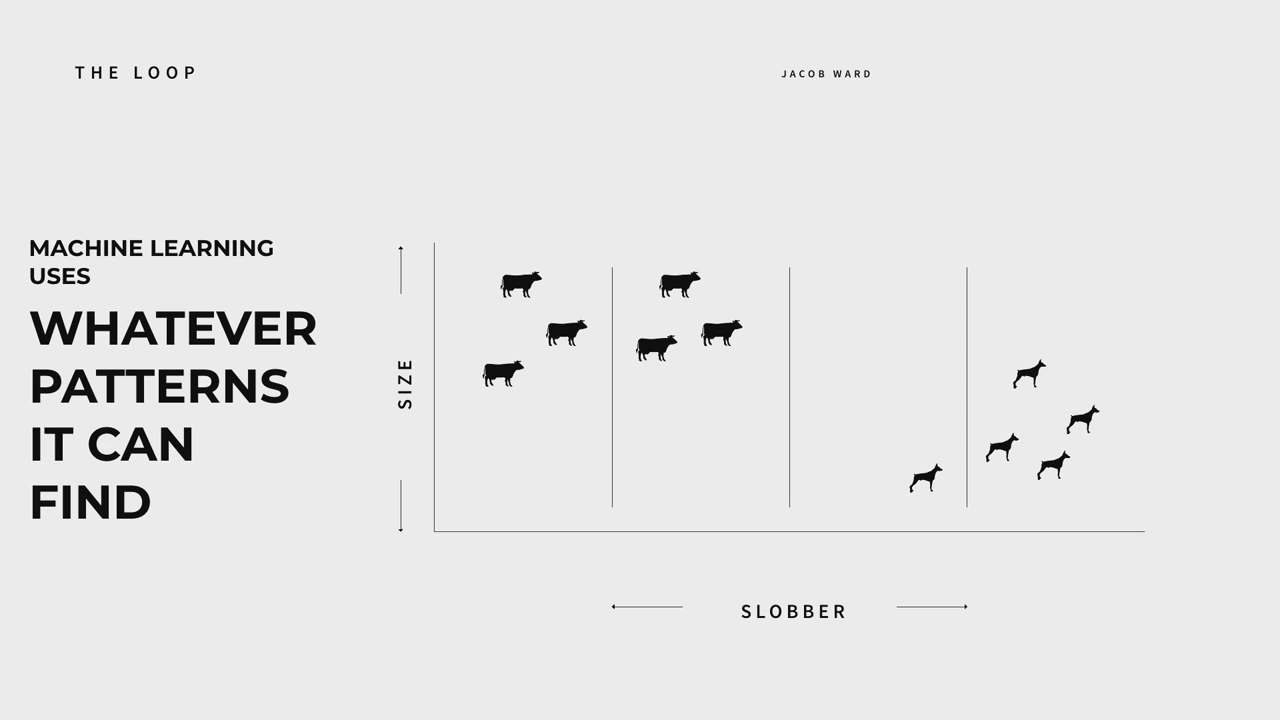 THE LOOP
JACOB WARD
MACHINE LEARNING
USES
WHATEVER
PATTERNS
IT CAN
FIND
SIZE
SLOBBER